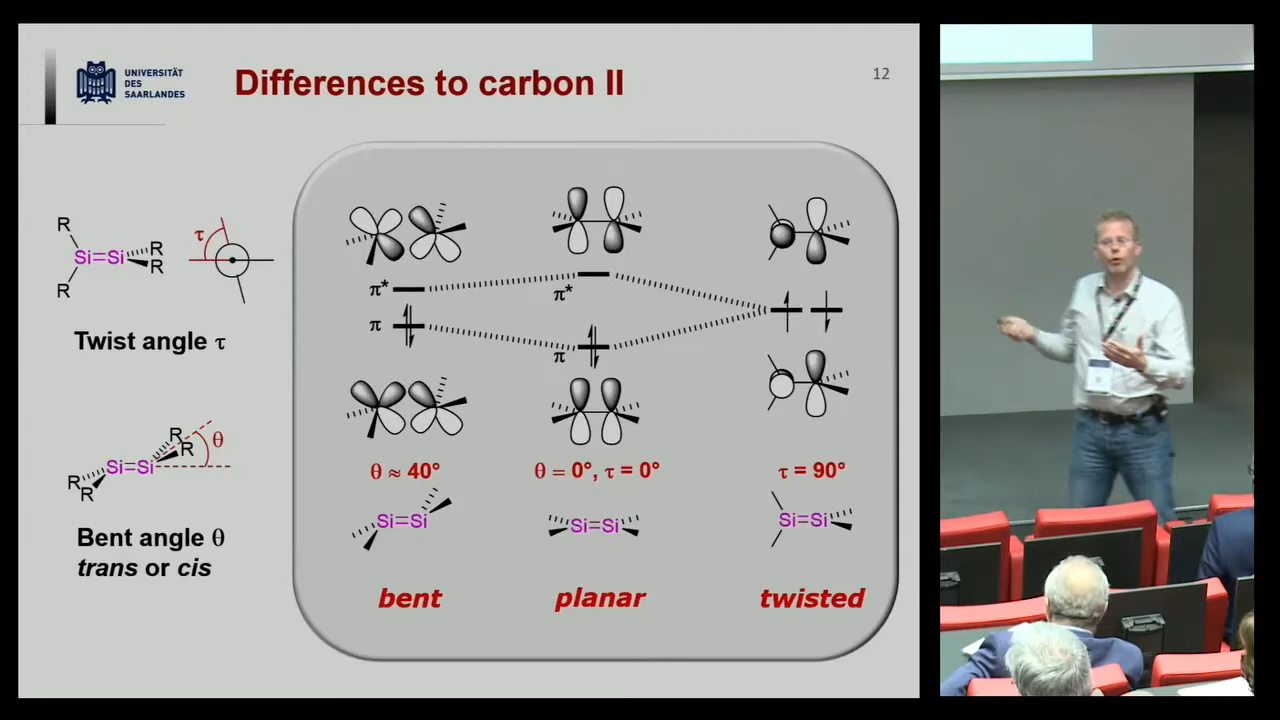 UNIVERSITÄT
DES
SAARLANDES
Differences to carbon II
12
R
Si=Si
R
R
R
τ
Twist angle τ
R
R
θ
Si=Si
R
R
Bent angle θ
trans or cis
π*
π
π*
π
θ ≈ 40°
θ = 0°, τ = 0°
τ = 90°
Si=Si
Si=Si
Si=Si
bent
planar
twisted